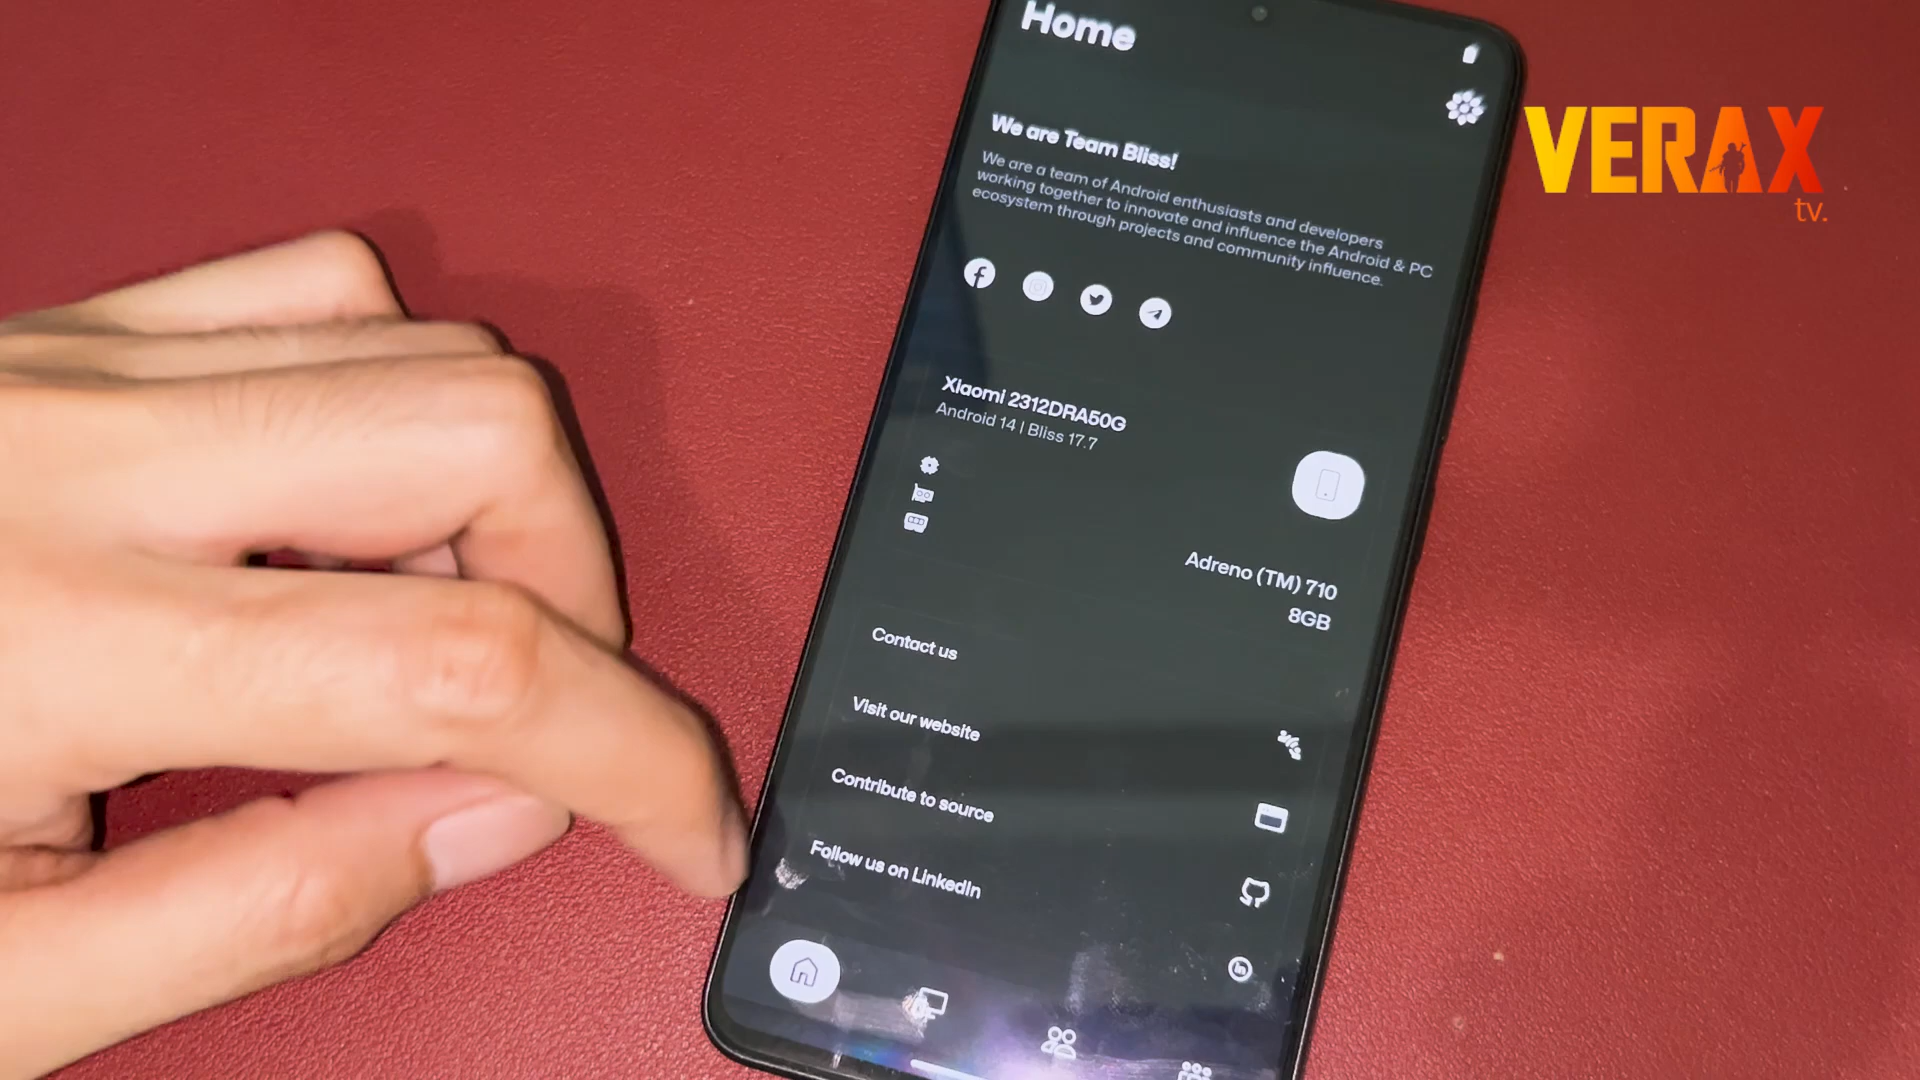 Home
VERAX
tv.
We are Team Bliss!
We are a team of Android enthusiasts and developers
working together to innovate and influence the Android & PC
ecosystem through projects and community influence.
Xiaomi 2312DRA50G
Android 14 | Bliss 17.7
Adreno (TM) 710
8GB
Contact us
Visit our website
Contribute to source
Follow us on LinkedIn